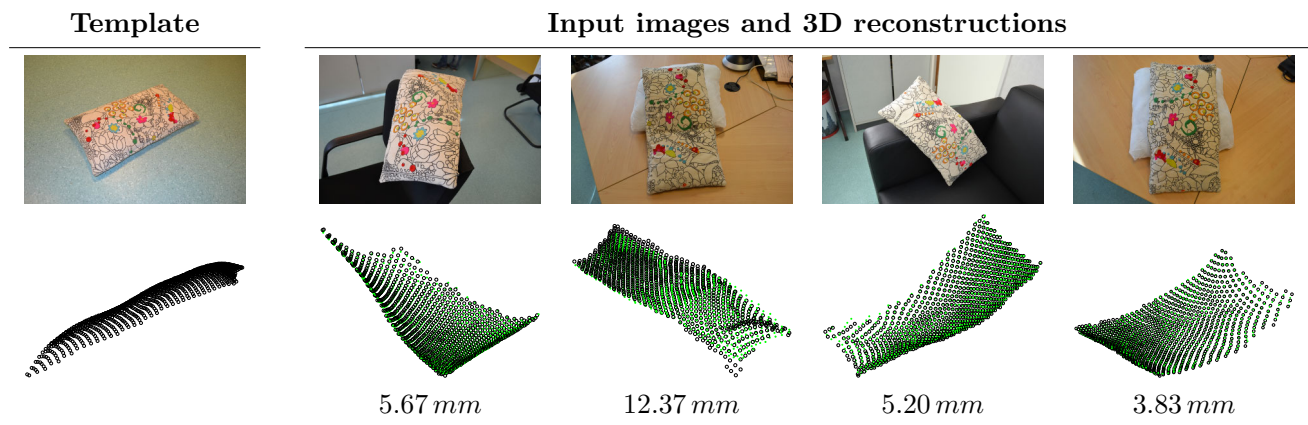 Template
Input images and 3D reconstructions
5.67 mm
12.37 mm
5.20 mm
3.83 mm